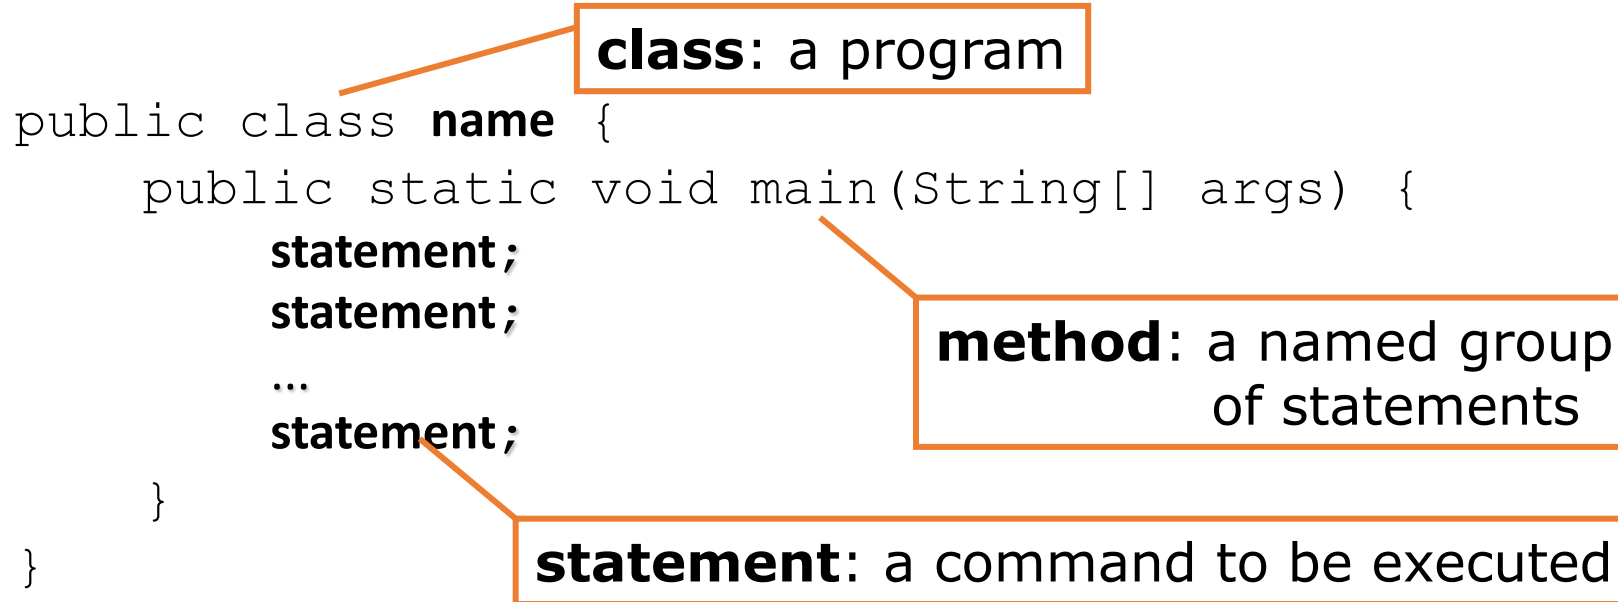 class: a program
public class name {
public static void main(String[] args) {
statement;
statement;
…
statement;
method: a named group
of statements
}
statement: a command to be executed
}